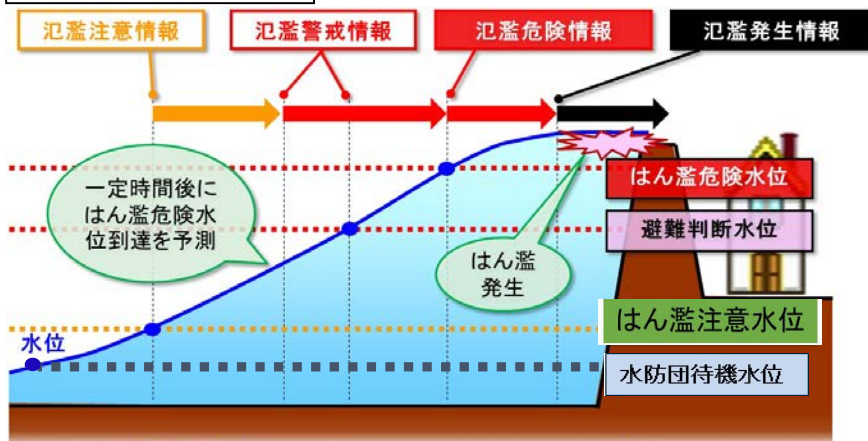 氾濫注意情報
氾濫警戒情報
氾濫危険情報
氾濫発生情報
一定時間後に
はん濫危険水
位到達を予測
はん濫危険水位
避難判断水位
はん濫
発生
はん濫注意水位
水位
水防団待機水位